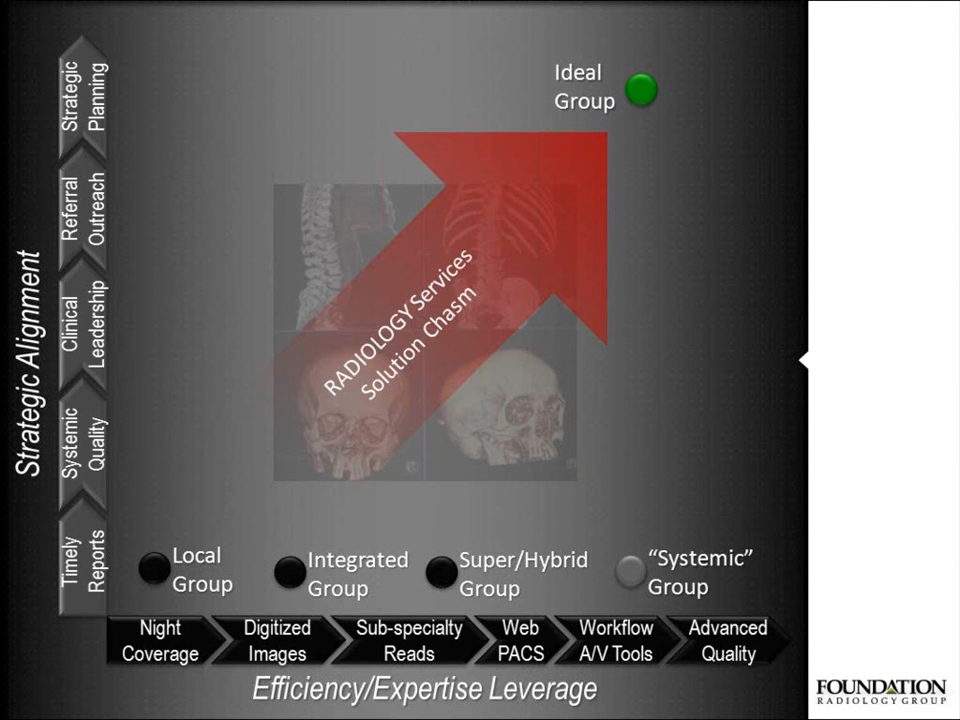 Ideal
Group
Strategic Alignment
Strategic
Planning
Referral
Outreach
Clinical
Leadership
Systemic
Quality
Timely
Reports
RADIOLOGY Services
Solution Chasm
Local
Group
Integrated
Group
Super/Hybrid
Group
“Systemic”
Group
Night
Coverage
Digitized
Images
Sub-specialty
Reads
Web
PACS
Workflow
A/V Tools
Advanced
Quality
Efficiency/Expertise Leverage
FOUNDATION
RADIOLOGY GROUP